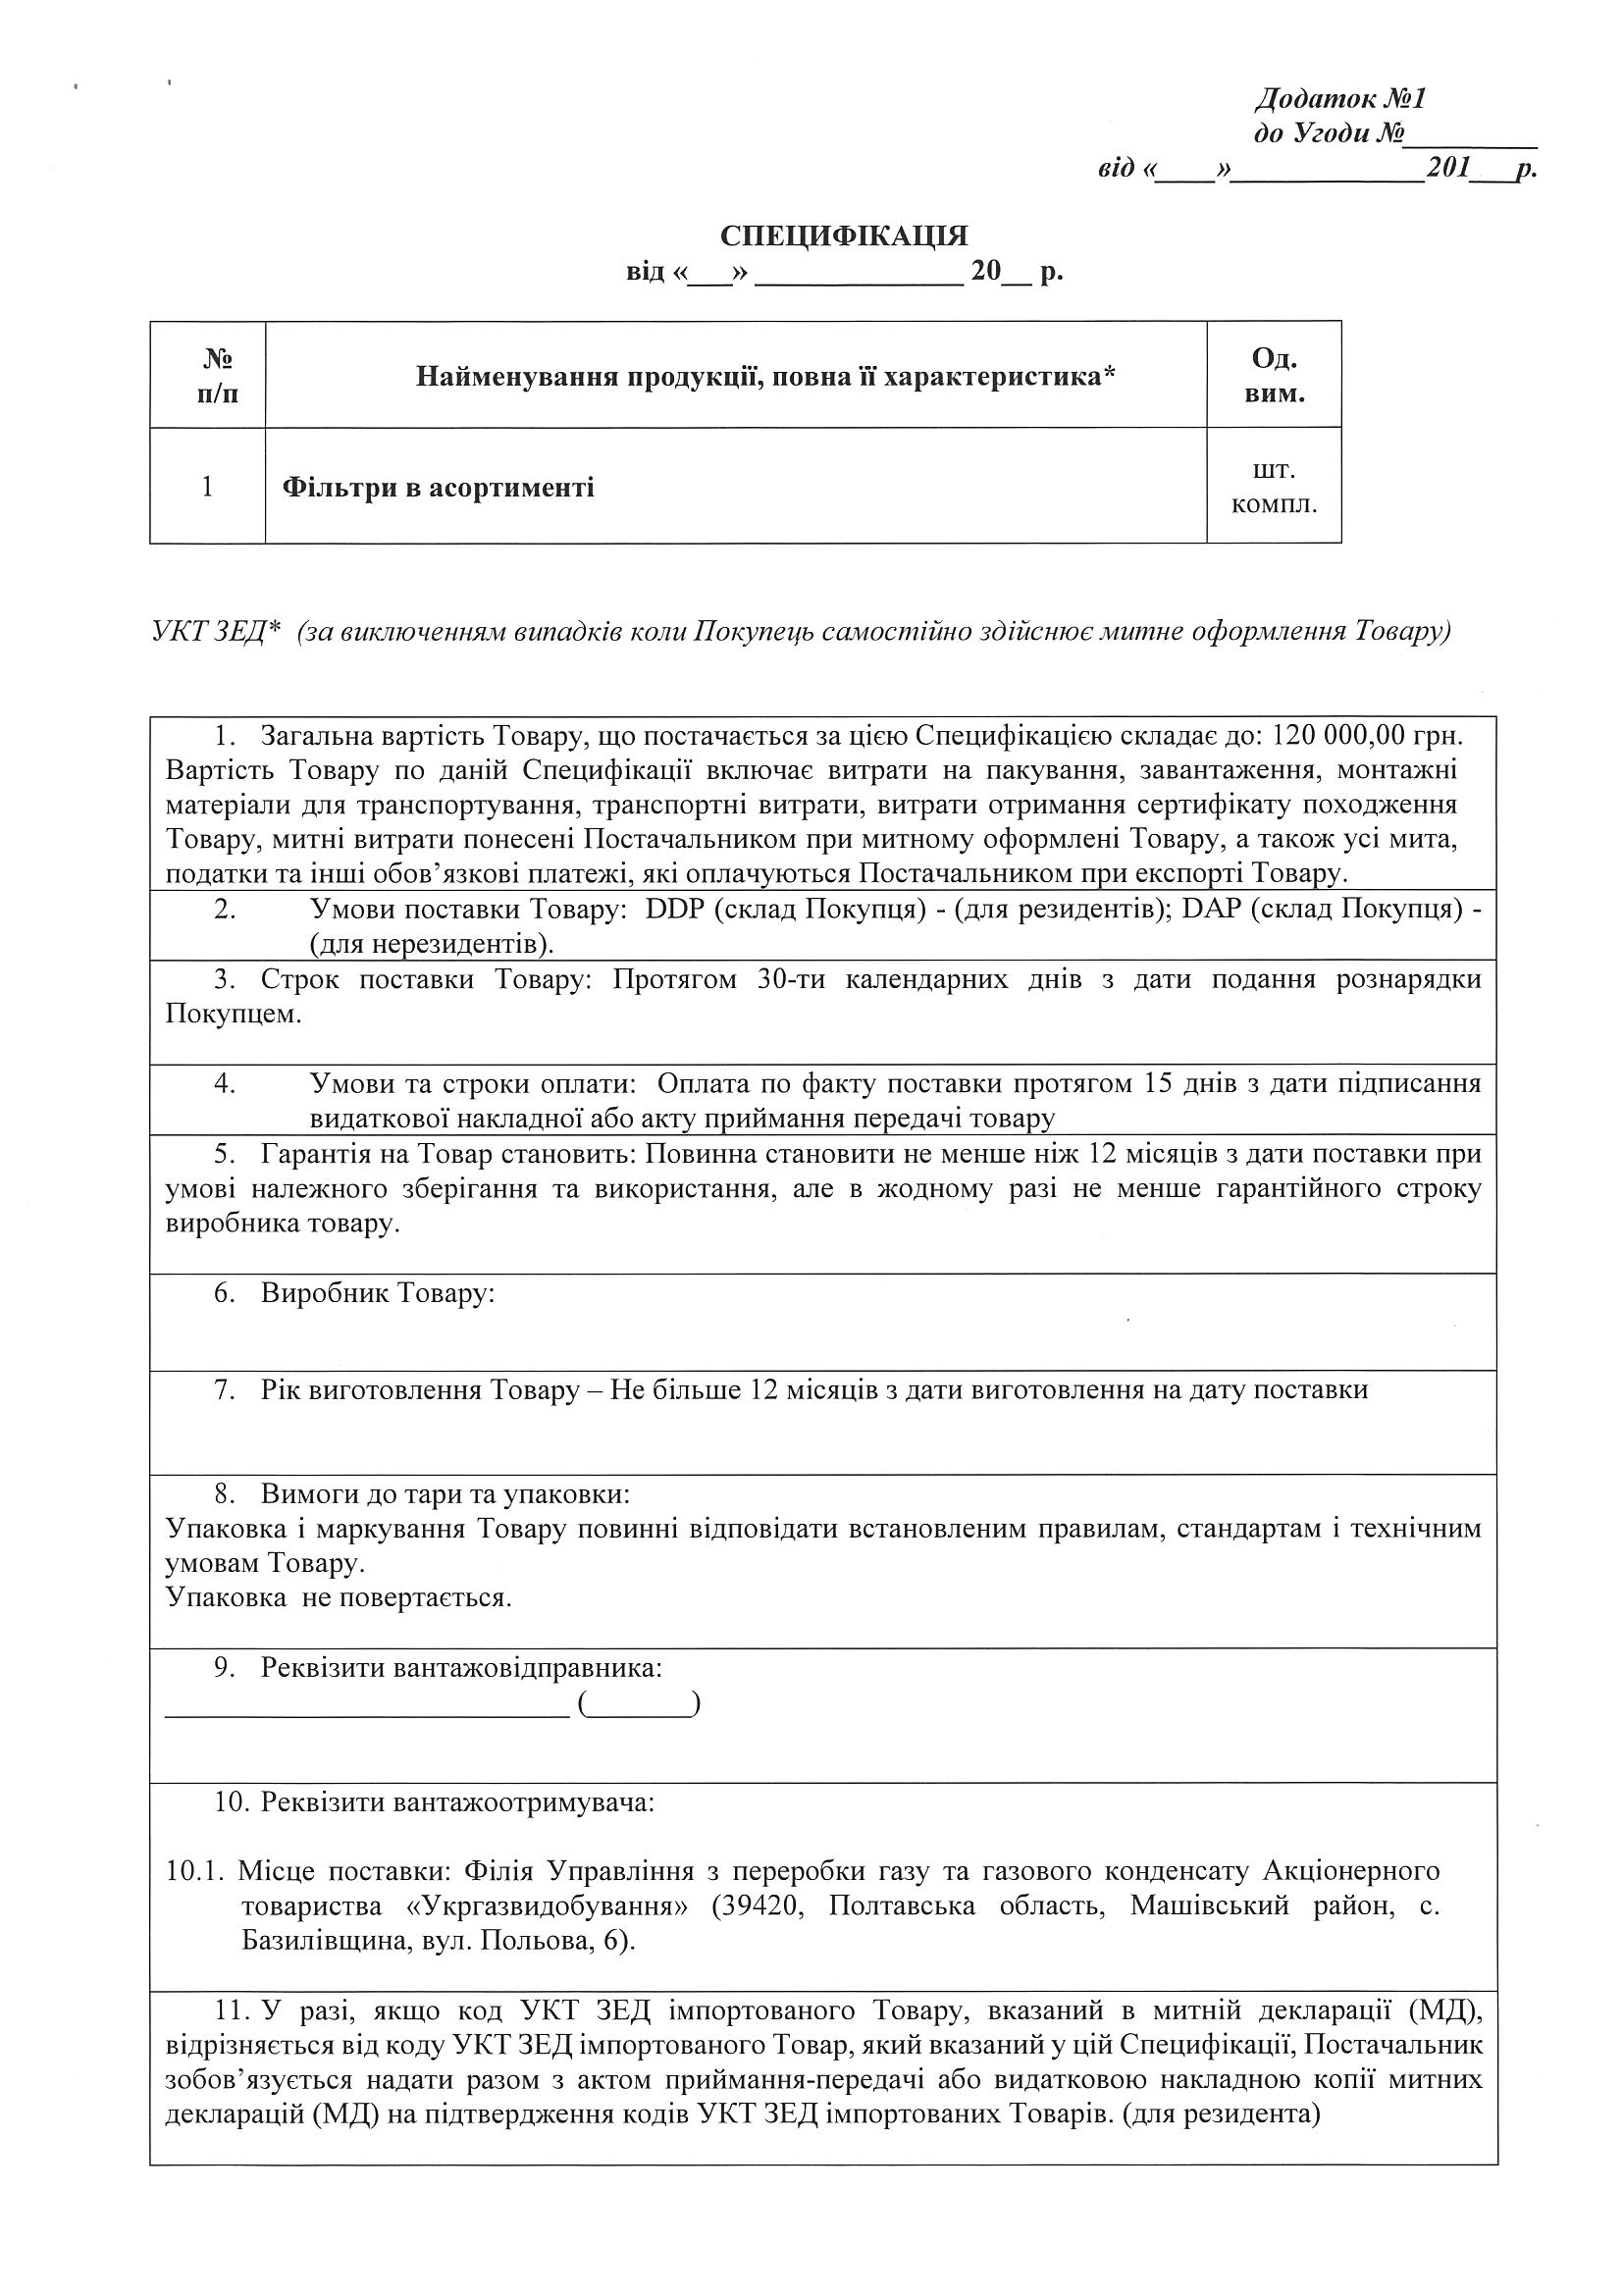 Додаток №1
до Угоди №_________
від «____»_____________201___р.
СПЕЦИФІКАЦІЯ
від «___» ______________ 20__ р.
№
п/п
Найменування продукції, повна її характеристика*
Од.
вим.
1
Фільтри в асортименті
шт.
компл.
УКТ ЗЕД* (за виключенням випадків коли Покупець самостійно здійснює митне оформлення Товару)
1. Загальна вартість Товару, що постачається за цією Специфікацією складає до: 120 000,00 грн.
Вартість Товару по даній Специфікації включає витрати на пакування, завантаження, монтажні
матеріали для транспортування, транспортні витрати, витрати отримання сертифікату походження
Товару, митні витрати понесені Постачальником при митному оформлені Товару, а також усі мита,
податки та інші обов’язкові платежі, які оплачуються Постачальником при експорті Товару.
2. Умови поставки Товару: DDP (склад Покупця) - (для резидентів); DAP (склад Покупця) -
(для нерезидентів).
3. Строк поставки Товару: Протягом 30-ти календарних днів з дати подання рознарядки
Покупцем.
4. Умови та строки оплати: Оплата по факту поставки протягом 15 днів з дати підписання
видаткової накладної або акту приймання передачі товару
5. Гарантія на Товар становить: Повинна становити не менше ніж 12 місяців з дати поставки при
умові належного зберігання та використання, але в жодному разі не менше гарантійного строку
виробника товару.
6. Виробник Товару:
7. Рік виготовлення Товару – Не більше 12 місяців з дати виготовлення на дату поставки
8. Вимоги до тари та упаковки:
Упаковка і маркування Товару повинні відповідати встановленим правилам, стандартам і технічним
умовам Товару.
Упаковка не повертається.
9. Реквізити вантажовідправника:
___________________________ (_______)
10. Реквізити вантажоотримувача:
10.1. Місце поставки: Філія Управління з переробки газу та газового конденсату Акціонерного
товариства «Укргазвидобування» (39420, Полтавська область, Машівський район, с.
Базилівщина, вул. Польова, 6).
11. У разі, якщо код УКТ ЗЕД імпортованого Товару, вказаний в митній декларації (МД),
відрізняється від коду УКТ ЗЕД імпортованого Товар, який вказаний у цій Специфікації, Постачальник
зобов’язується надати разом з актом приймання-передачі або видатковою накладною копії митних
декларацій (МД) на підтвердження кодів УКТ ЗЕД імпортованих Товарів. (для резидента)